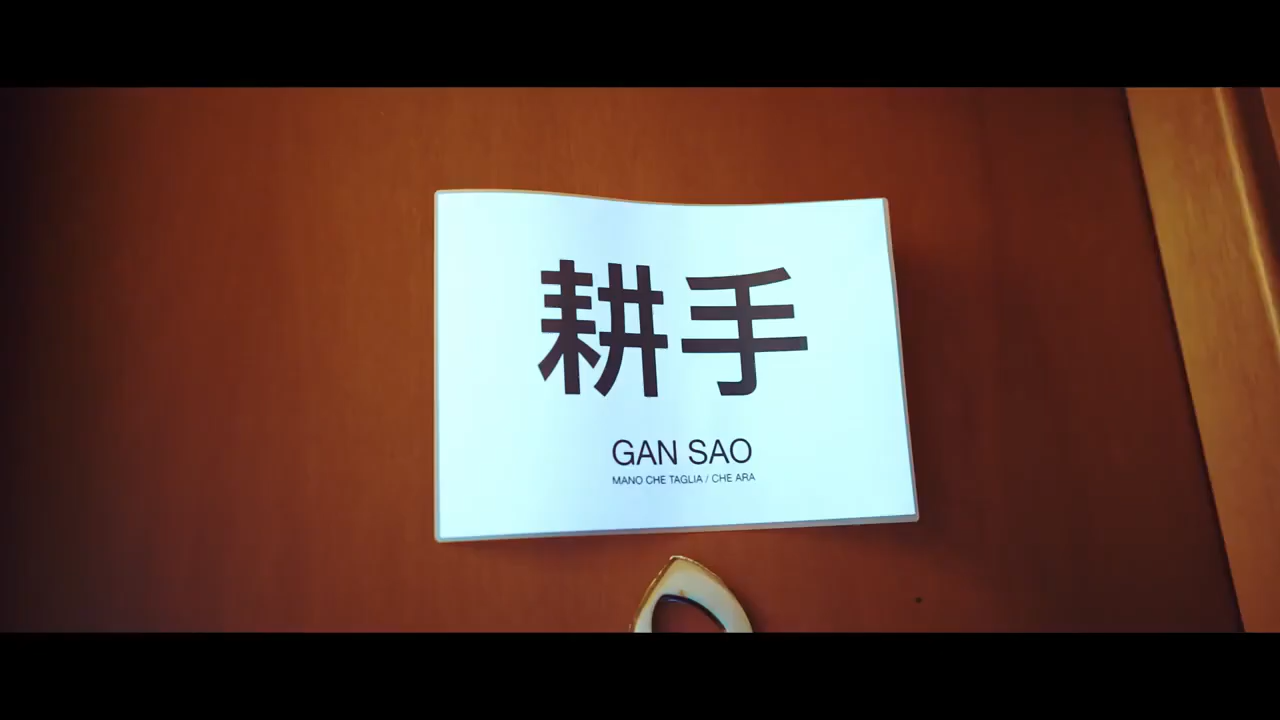 耕手
GAN SAO
MANO CHE TAGLIA / CHE ARA